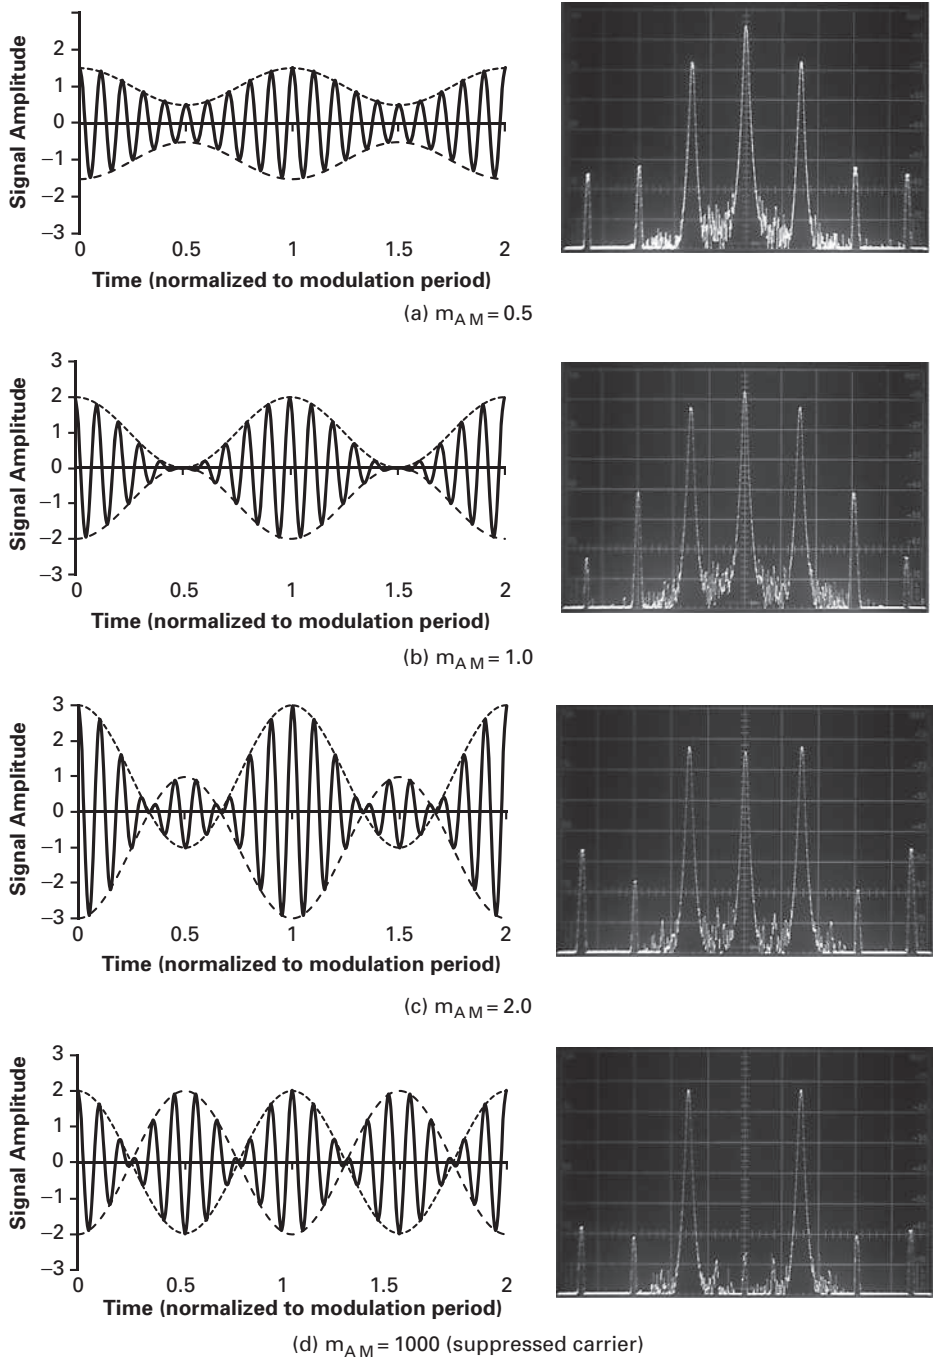 Signal Amplitude
2
1
0
−1
−2
−3
0 0.5 1 1.5 2
Time (normalized to modulation period)
(a) mAM = 0.5
Signal Amplitude
3
2
1
0
−1
−2
−3
0 0.5 1 1.5 2
Time (normalized to modulation period)
(b) mAM = 1.0
Signal Amplitude
3
2
1
0
−1
−2
−3
0 0.5 1 1.5 2
Time (normalized to modulation period)
(c) mAM = 2.0
Signal Amplitude
3
2
1
0
−1
−2
−3
0 0.5 1 1.5 2
Time (normalized to modulation period)
(d) mAM = 1000 (suppressed carrier)